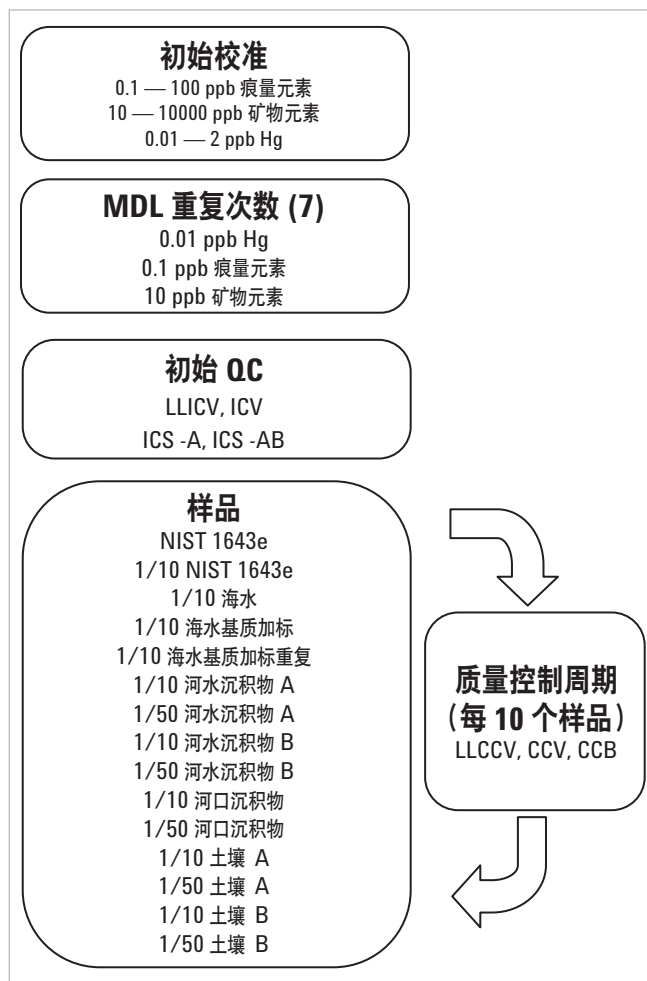 初始校准
0.1 — 100 ppb 痕量元素
10 — 10000 ppb 矿物元素
0.01 — 2 ppb Hg
MDL 重复次数 (7)
0.01 ppb Hg
0.1 ppb 痕量元素
10 ppb 矿物元素
初始 QC
LLICV, ICV
ICS -A, ICS -AB
样品
NIST 1643e
1/10 NIST 1643e
1/10 海水
1/10 海水基质加标
1/10 海水基质加标重复
1/10 河水沉积物 A
1/50 河水沉积物 A
1/10 河水沉积物 B
1/50 河水沉积物 B
1/10 河口沉积物
1/50 河口沉积物
1/10 土壤 A
1/50 土壤 A
1/10 土壤 B
1/50 土壤 B
质量控制周期
(每 10 个样品)
LLCCV, CCV, CCB